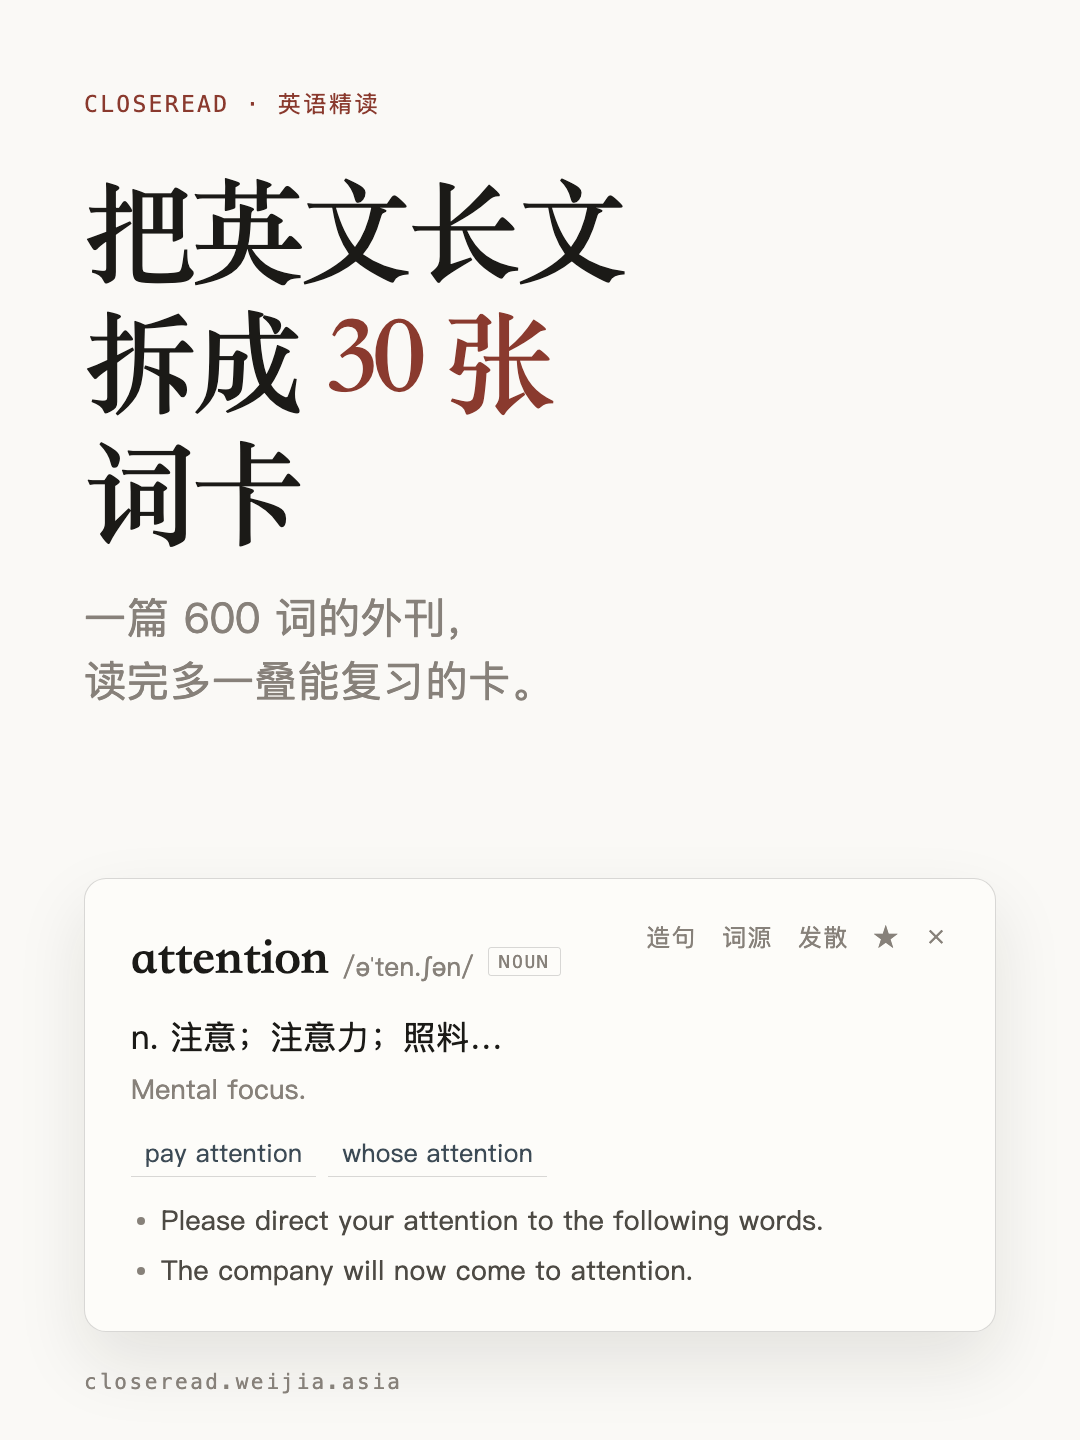 CLOSEREAD · 英语精读
把英文长文
拆成 30 张
词卡
一篇 600 词的外刊，
读完多一叠能复习的卡。
造句 词源 发散 ★ ×
attention /əˈten.ʃən/ NOUN
n. 注意；注意力；照料...
Mental focus.
pay attention whose attention
• Please direct your attention to the following words.
• The company will now come to attention.
closeread.weijia.asia